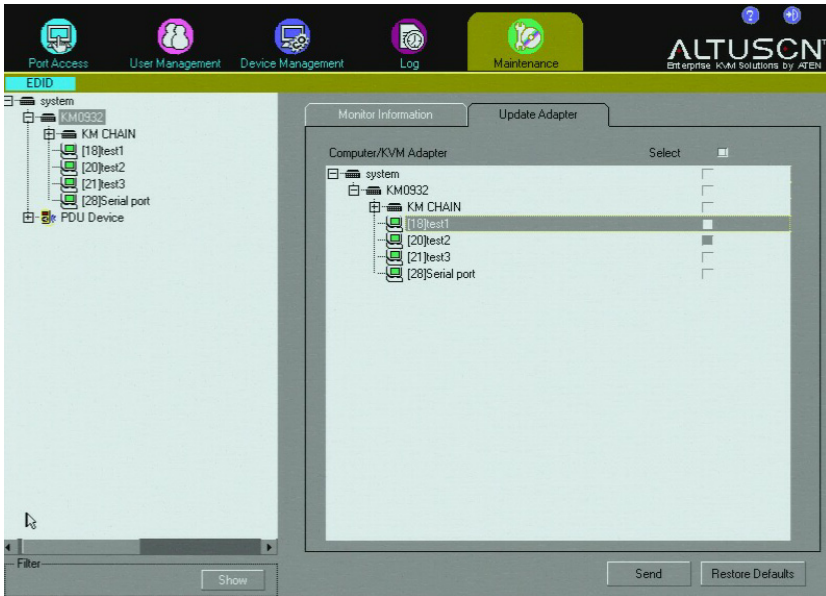 Port Access
User Management
Device Management
Log
Maintenance
ALTUSCN
Enterprise KVM Solutions by ATEN
EDID
system
KM0932
KM CHAIN
[18]test1
[20]test2
[21]test3
[28]Serial port
PDU Device
Filter
Show
Monitor Information
Update Adapter
Computer/KVM Adapter Select
system
KM0932
KM CHAIN
[18]test1
[20]test2
[21]test3
[28]Serial port
Send
Restore Defaults